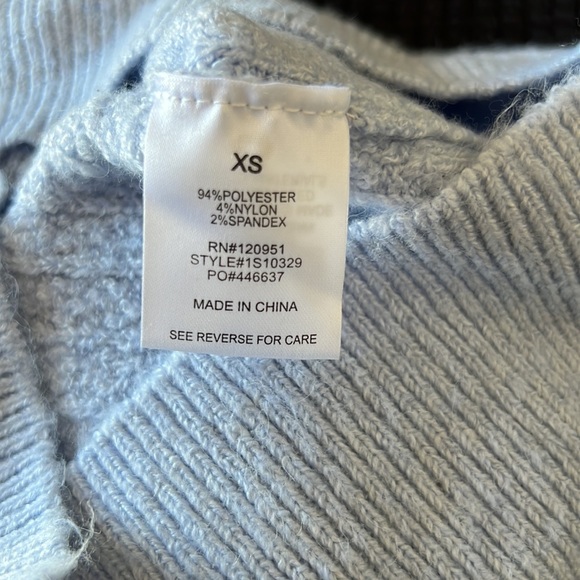 XS
94%POLYESTER
4%NYLON
2%SPANDEX
RN#120951
STYLE#1S10329
PO#446637
MADE IN CHINA
SEE REVERSE FOR CARE